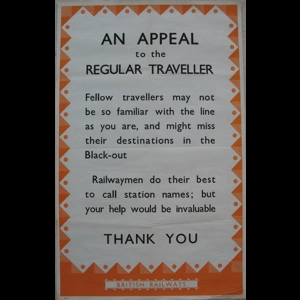 AN APPEAL
to the
REGULAR TRAVELLER
Fellow travellers may not
be so familiar with the line
as you are, and might miss
their destinations in the
Black-out
Railwaymen do their best
to call station names; but
your help would be invaluable
THANK YOU
BRITISH RAILWAYS